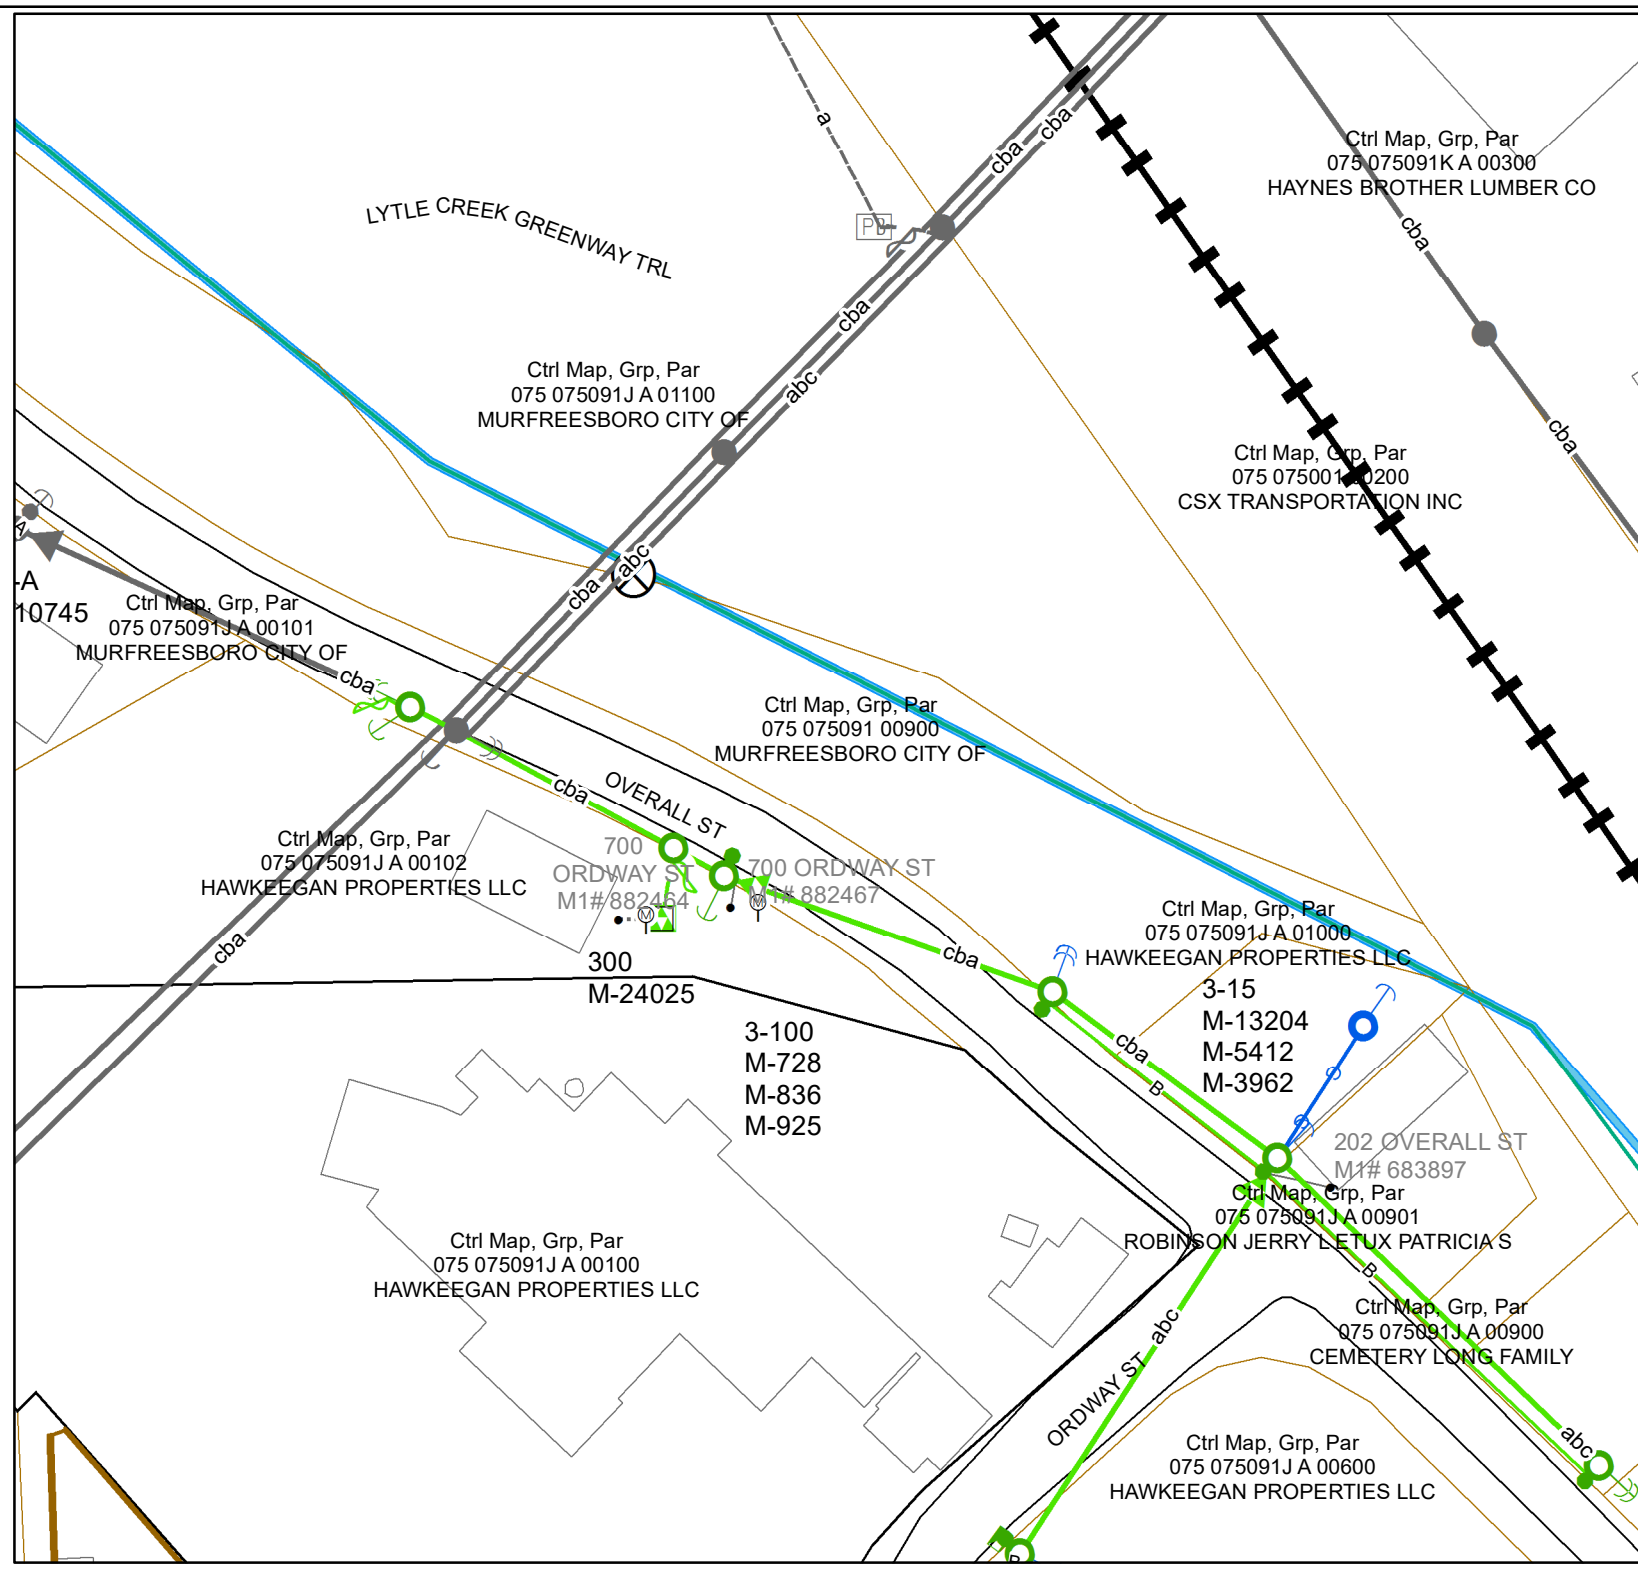 a
cba
cba
Ctrl Map, Grp, Par
075 075091K A 00300
HAYNES BROTHER LUMBER CO
LYTLE CREEK GREENWAY TRL
PB
cba
cba
Ctrl Map, Grp, Par
075 075091J A 01100
MURFREESBORO CITY OF
abc
cba
Ctrl Map, Grp, Par
075 075001 00200
CSX TRANSPORTATION INC
A
-A
10745
abc
cba
Ctrl Map, Grp, Par
075 075091J A 00101
MURFREESBORO CITY OF
cba
Ctrl Map, Grp, Par
075 075091 00900
MURFREESBORO CITY OF
cba
OVERALL ST
Ctrl Map, Grp, Par
075 075091J A 00102
HAWKEEGAN PROPERTIES LLC
700
ORDWAY ST
M1# 882464
700 ORDWAY ST
M1# 882467
M
M
cba
cba
300
M-24025
Ctrl Map, Grp, Par
075 075091J A 01000
HAWKEEGAN PROPERTIES LLC
3-15
M-13204
M-5412
M-3962
3-100
M-728
M-836
M-925
cba
B
202 OVERALL ST
M1# 683897
Ctrl Map, Grp, Par
075 075091J A 00901
ROBINSON JERRY L ETUX PATRICIA S
B
Ctrl Map, Grp, Par
075 075091J A 00100
HAWKEEGAN PROPERTIES LLC
abc
ORDWAY ST
Ctrl Map, Grp, Par
075 075091J A 00900
CEMETERY LONG FAMILY
abc
Ctrl Map, Grp, Par
075 075091J A 00600
HAWKEEGAN PROPERTIES LLC